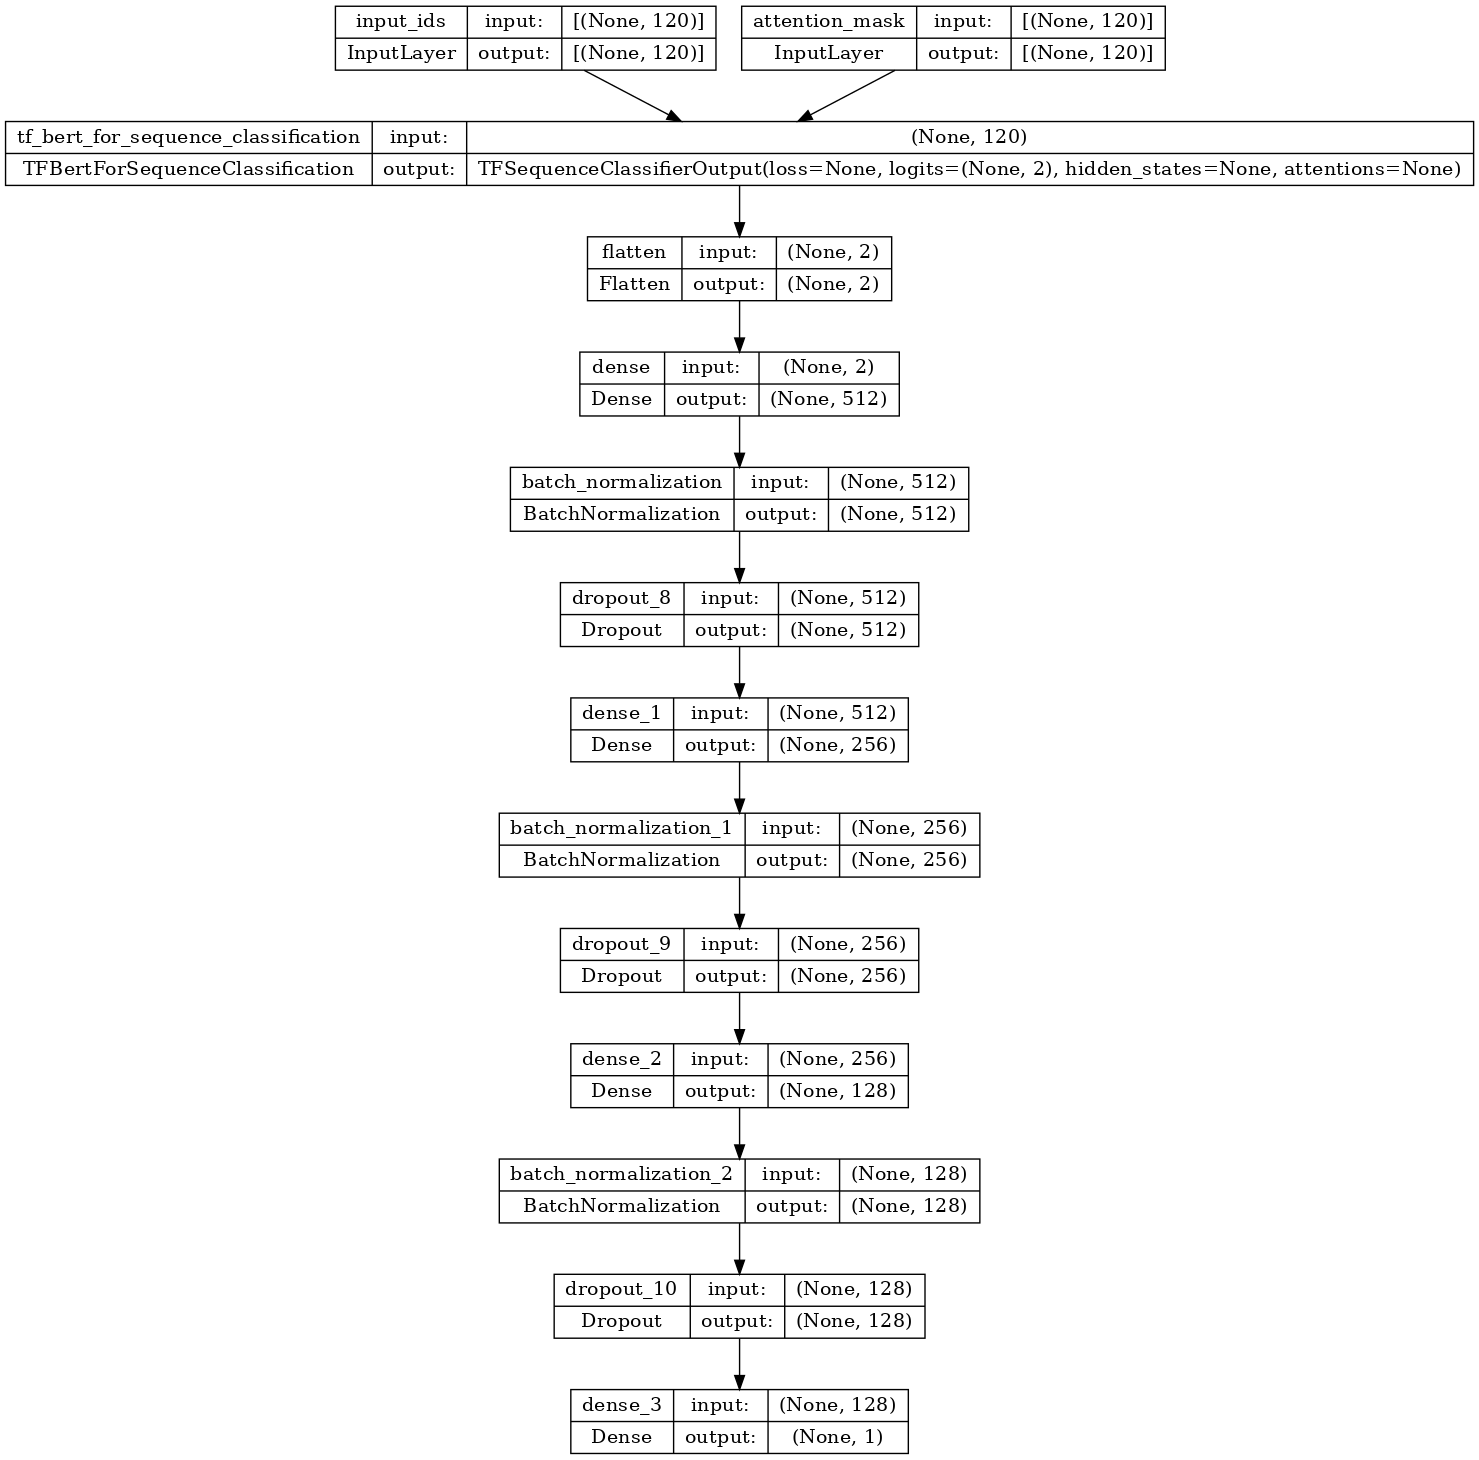 input_ids input: [(None, 120)]
InputLayer output: [(None, 120)]
attention_mask input: [(None, 120)]
InputLayer output: [(None, 120)]
tf_bert_for_sequence_classification input: (None, 120)
TFBertForSequenceClassification output: TFSequenceClassifierOutput(loss=None, logits=(None, 2), hidden_states=None, attentions=None)
flatten input: (None, 2)
Flatten output: (None, 2)
dense input: (None, 2)
Dense output: (None, 512)
batch_normalization input: (None, 512)
BatchNormalization output: (None, 512)
dropout_8 input: (None, 512)
Dropout output: (None, 512)
dense_1 input: (None, 512)
Dense output: (None, 256)
batch_normalization_1 input: (None, 256)
BatchNormalization output: (None, 256)
dropout_9 input: (None, 256)
Dropout output: (None, 256)
dense_2 input: (None, 256)
Dense output: (None, 128)
batch_normalization_2 input: (None, 128)
BatchNormalization output: (None, 128)
dropout_10 input: (None, 128)
Dropout output: (None, 128)
dense_3 input: (None, 128)
Dense output: (None, 1)